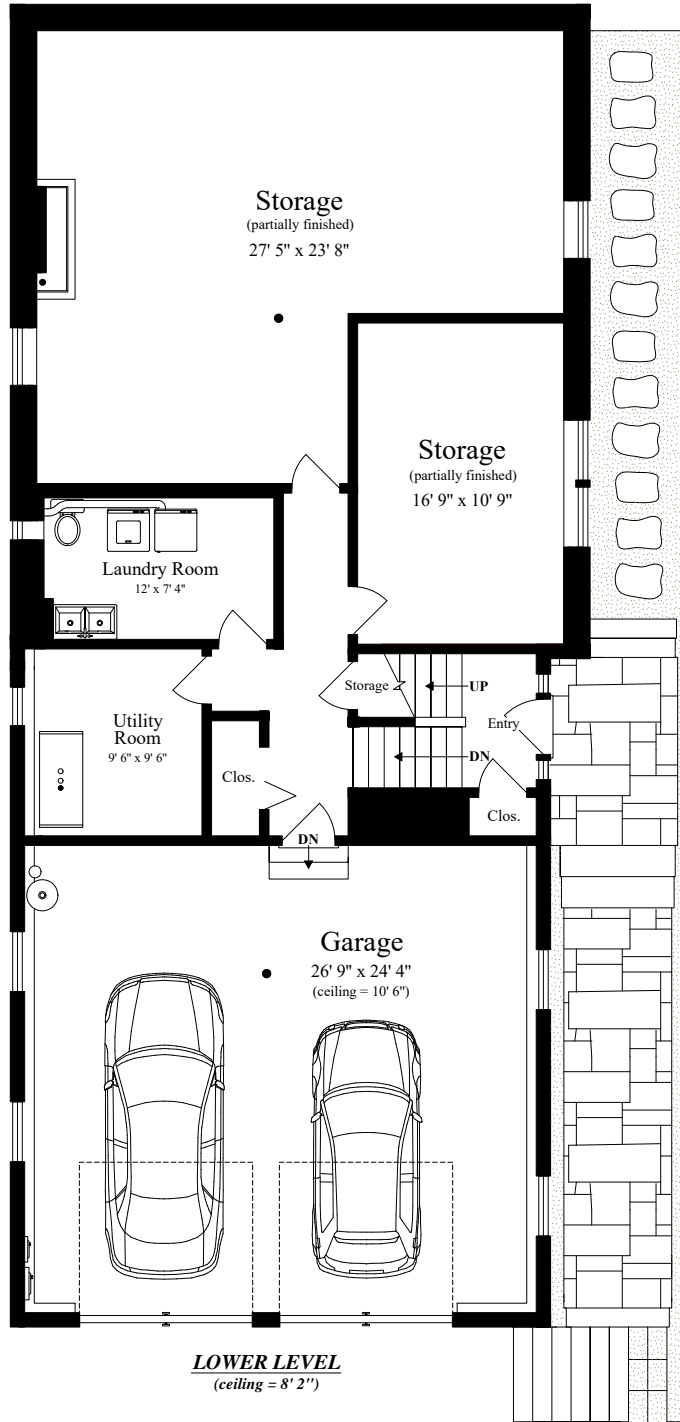 Storage
(partially finished)
27' 5" x 23' 8"
Storage
(partially finished)
16' 9" x 10' 9"
Laundry Room
12' x 7' 4"
Storage
UP
Entry
Utility
Room
9' 6" x 9' 6"
DN
Clos.
Clos.
DN
Garage
26' 9" x 24' 4"
(ceiling = 10' 6")
LOWER LEVEL
(ceiling = 8' 2")